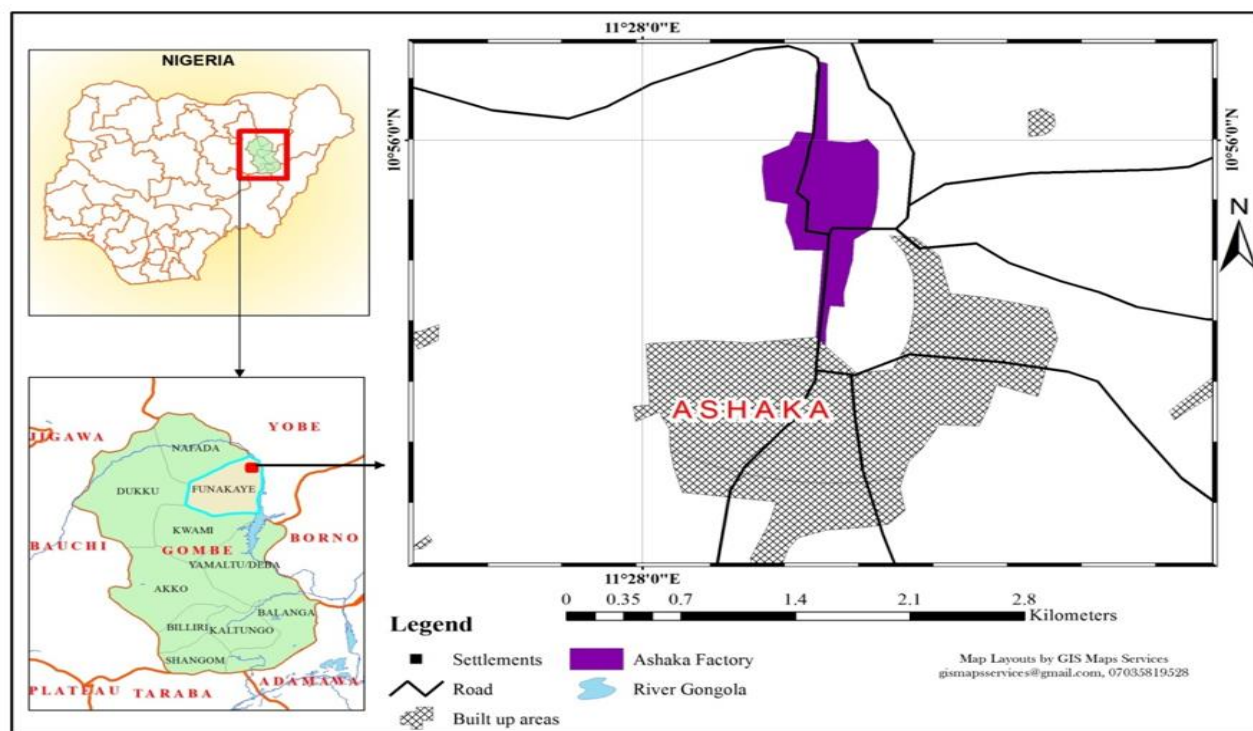 NIGERIA
JIGAWA
YOBE
NAFADA
DUKKU
FUNAKAYE
KWAMI
BAUCHI
GOMBE
BORNO
YAMALTU/DEBA
AKKO
BALANGA
BILLIRI
KALTUNGO
SHANGOM
PLATEAU
TARABA
ADAMAWA
11°28'0"E
10°56'0"N
10°56'0"N
N
ASHAKA
11°28'0"E
0 0.35 0.7 1.4 2.1 2.8
Kilometers
Legend
Settlements
Ashaka Factory
Road
River Gongola
Built up areas
Map Layouts by GIS Maps Services
gismapsservices@gmail.com, 07035819528